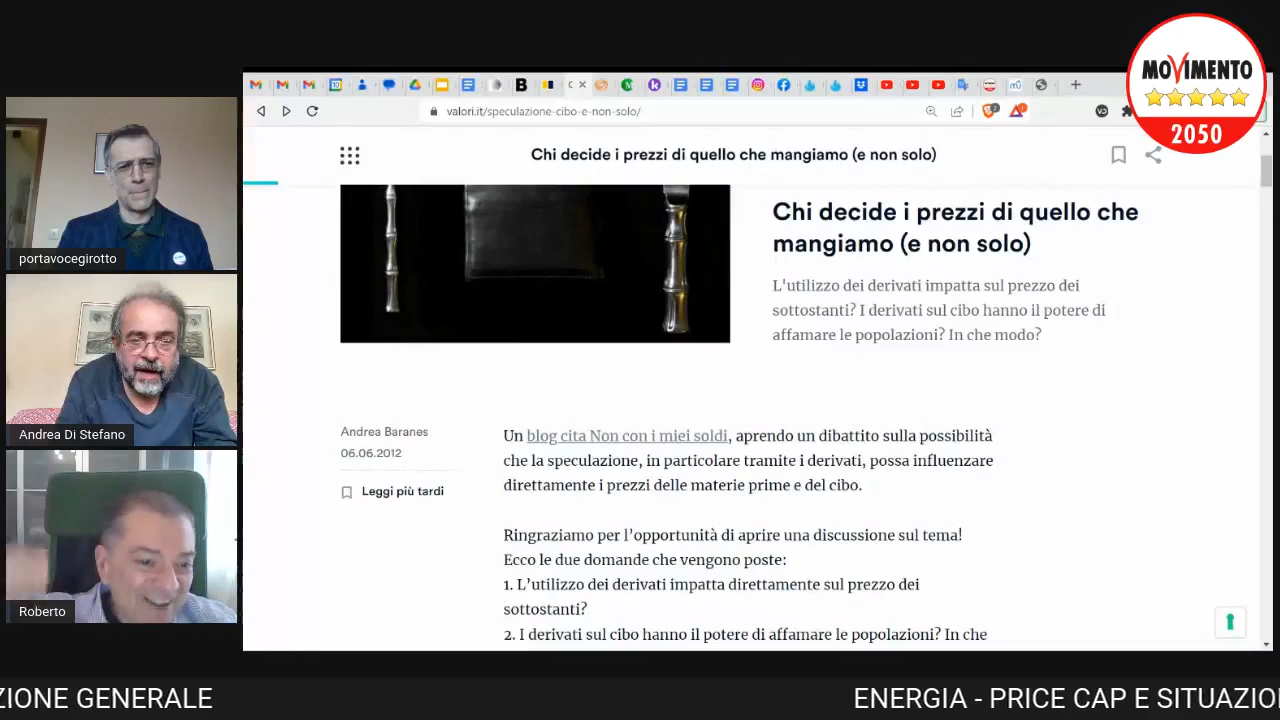 MOVIMENTO
2050
valori.it/speculazione-cibo-e-non-solo/
Chi decide i prezzi di quello che mangiamo (e non solo)
Chi decide i prezzi di quello che
mangiamo (e non solo)
L'utilizzo dei derivati impatta sul prezzo dei
sottostanti? I derivati sul cibo hanno il potere di
affamare le popolazioni? In che modo?
Andrea Baranes
06.06.2012
Leggi più tardi
Un blog cita Non con i miei soldi, aprendo un dibattito sulla possibilità
che la speculazione, in particolare tramite i derivati, possa influenzare
direttamente i prezzi delle materie prime e del cibo.
Ringraziamo per l’opportunità di aprire una discussione sul tema!
Ecco le due domande che vengono poste:
1. L’utilizzo dei derivati impatta direttamente sul prezzo dei
sottostanti?
2. I derivati sul cibo hanno il potere di affamare le popolazioni? In che
portavocegirotto
Andrea Di Stefano
Roberto
ZIONE GENERALE
ENERGIA - PRICE CAP E SITUAZIO